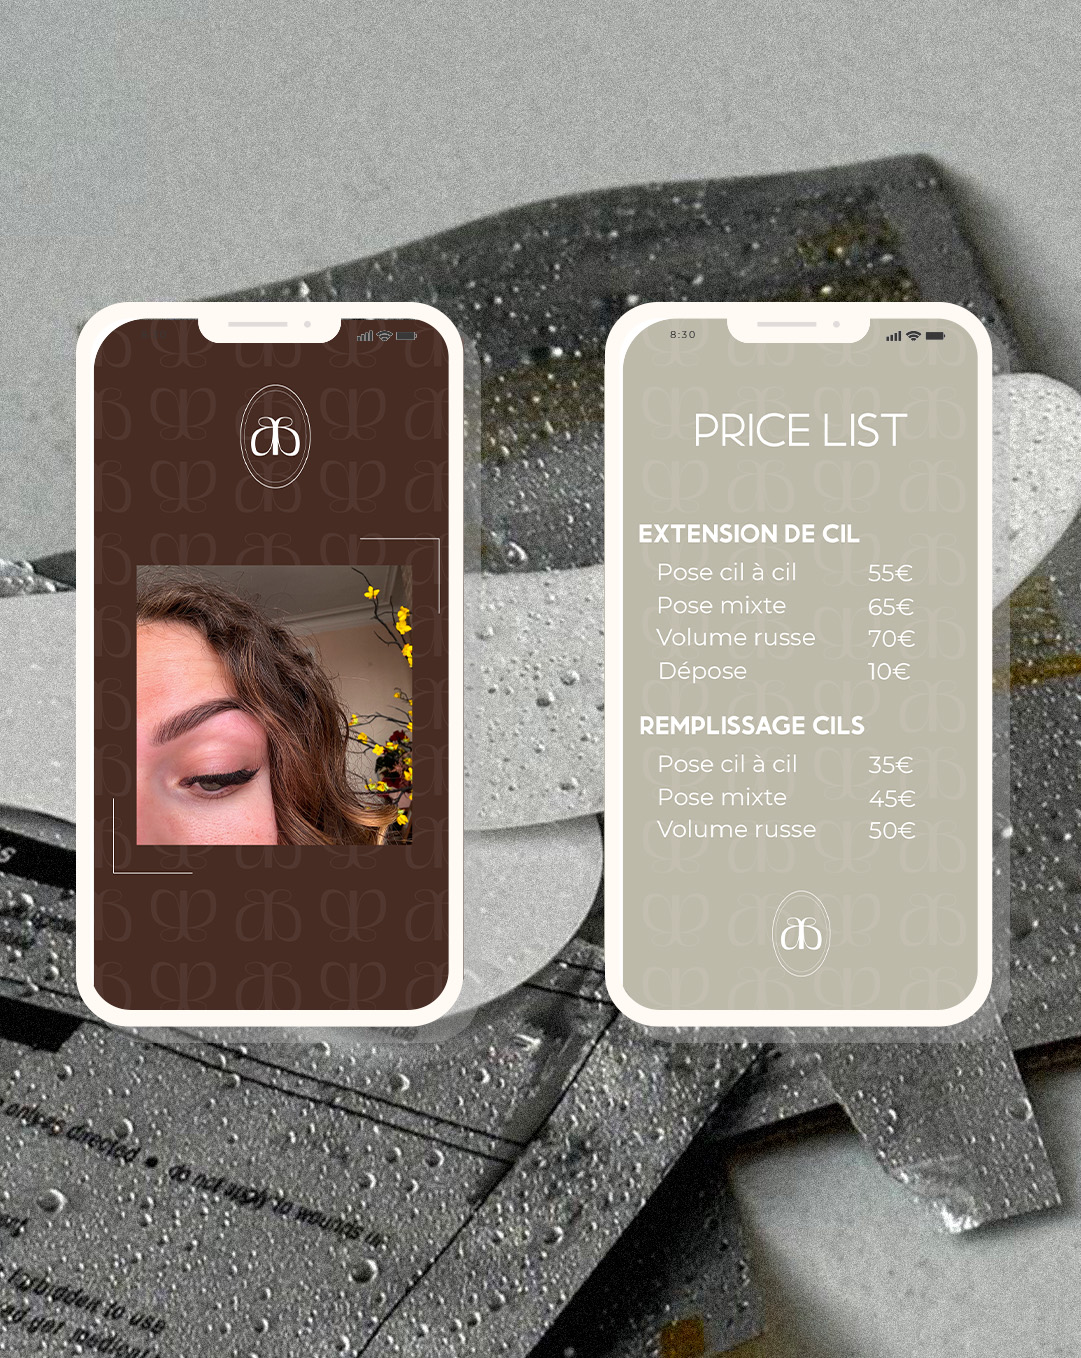 8:30
PRICE LIST
EXTENSION DE CIL
Pose cil à cil 55€
Pose mixte 65€
Volume russe 70€
Dépose 10€
REMPLISSAGE CILS
Pose cil à cil 35€
Pose mixte 45€
Volume russe 50€
directed • do not apply to wounds in
forbidden to use